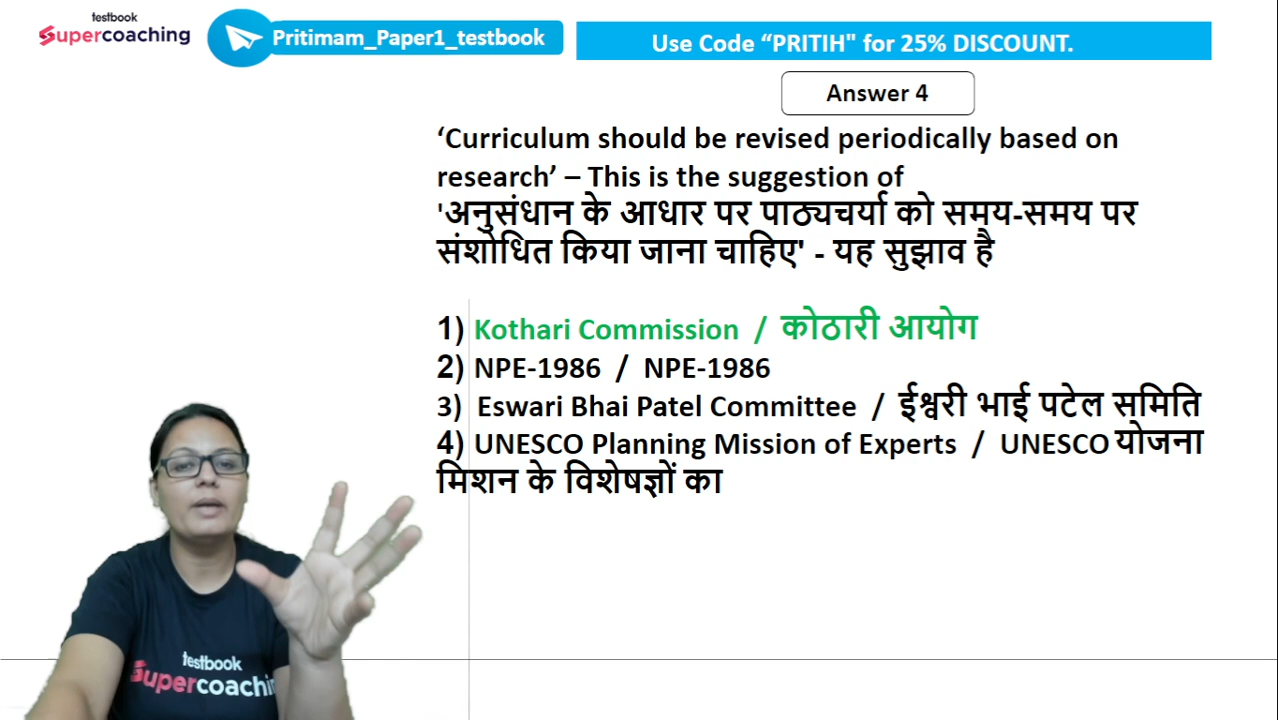 testbook
Supercoaching
Pritimam_Paper1_testbook
Use Code “PRITIH" for 25% DISCOUNT.
Answer 4
‘Curriculum should be revised periodically based on
research’ – This is the suggestion of
'अनुसंधान के आधार पर पाठ्यचर्या को समय-समय पर
संशोधित किया जाना चाहिए' - यह सुझाव है
1) Kothari Commission / कोठारी आयोग
2) NPE-1986 / NPE-1986
3) Eswari Bhai Patel Committee / ईश्वरी भाई पटेल समिति
4) UNESCO Planning Mission of Experts / UNESCO योजना
मिशन के विशेषज्ञों का
testbook
Supercoachin